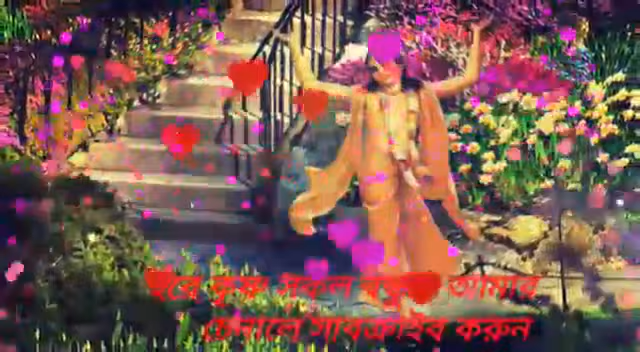 হরে কৃষ্ণ সকল বন্ধুরা আমার
চেনালে সাবস্ক্রাইব করুন